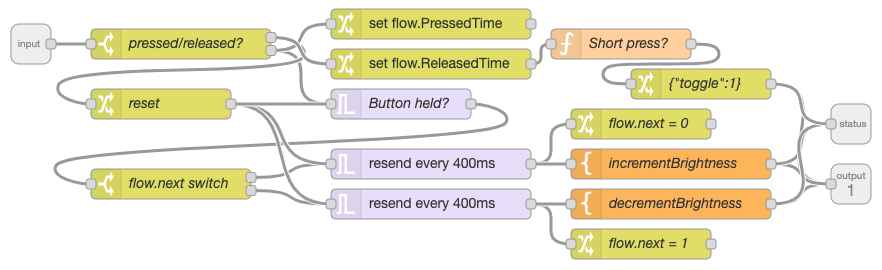 set flow.PressedTime
input
pressed/released?
Short press?
set flow.ReleasedTime
{"toggle":1}
reset
Button held?
flow.next = 0
status
resend every 400ms
incrementBrightness
flow.next switch
output
1
resend every 400ms
decrementBrightness
flow.next = 1